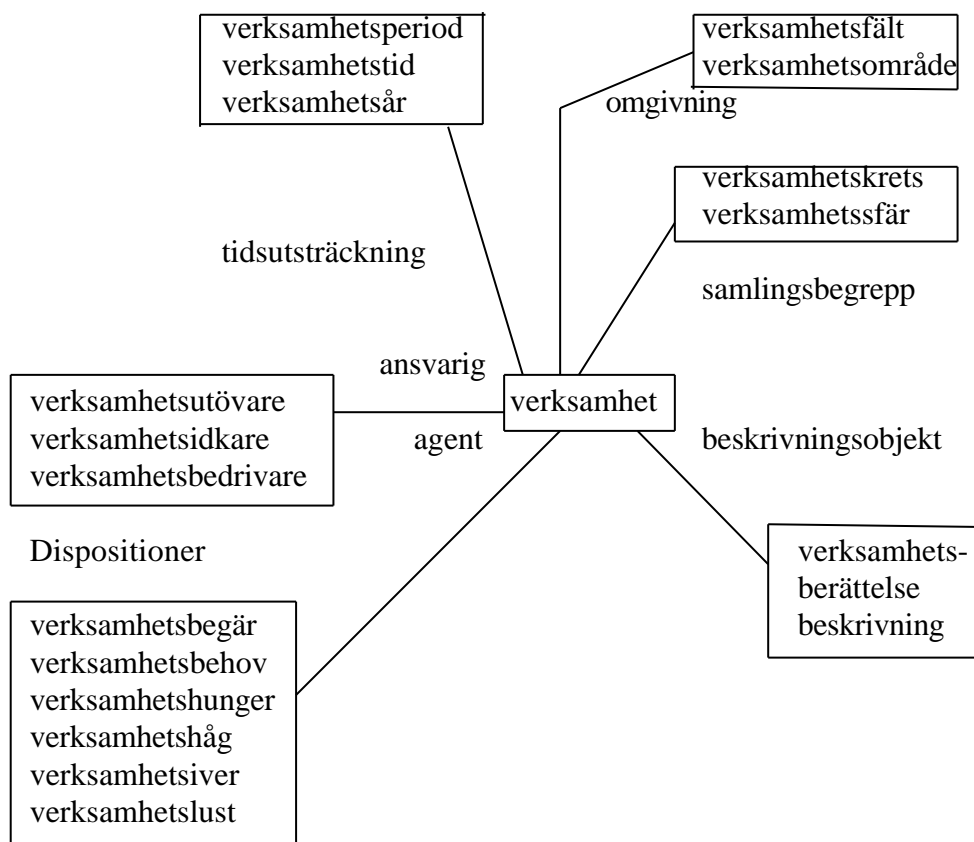 verksamhetsperiod
verksamhetstid
verksamhetsår
verksamhetsfält
verksamhetsområde
omgivning
verksamhetskrets
verksamhetssfär
tidsutsträckning
samlingsbegrepp
ansvarig
verksamhetsutövare
verksamhetsidkare
verksamhetsbedrivare
verksamhet
agent
beskrivningsobjekt
Dispositioner
verksamhets-
berättelse
beskrivning
verksamhetsbegär
verksamhetsbehov
verksamhetshunger
verksamhetshåg
verksamhetsiver
verksamhetslust